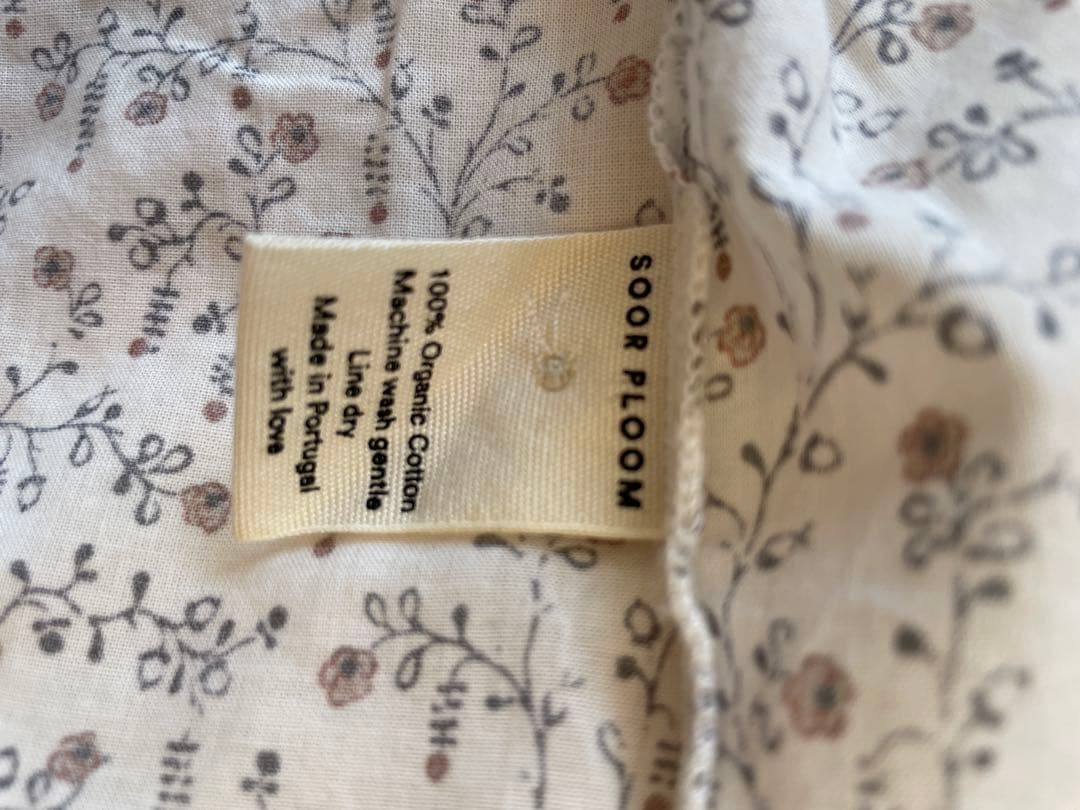 SOOR PLOOM
100% Organic Cotton
Machine wash gentle
Line dry
Made in Portugal
with love